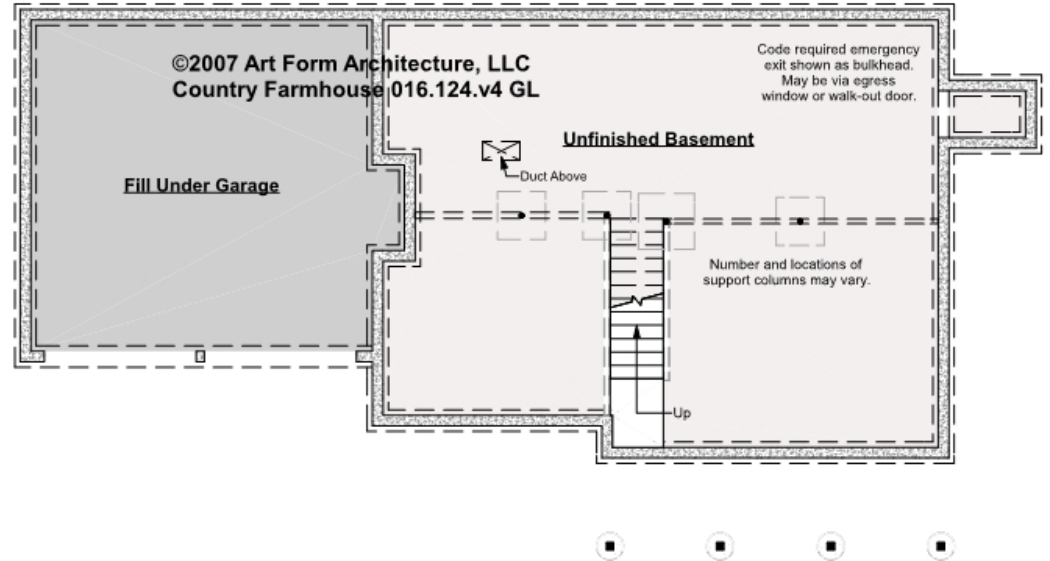 ©2007 Art Form Architecture, LLC
Country Farmhouse 016.124.v4 GL
Code required emergency
exit shown as bulkhead.
May be via egress
window or walk-out door.
Unfinished Basement
Duct Above
Fill Under Garage
Number and locations of
support columns may vary.
Up